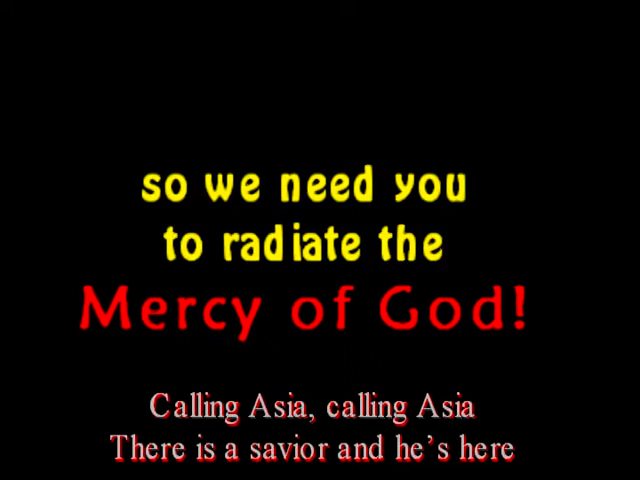 so we need you
to radiate the
Mercy of God!
Calling Asia, calling Asia
There is a savior and he's here